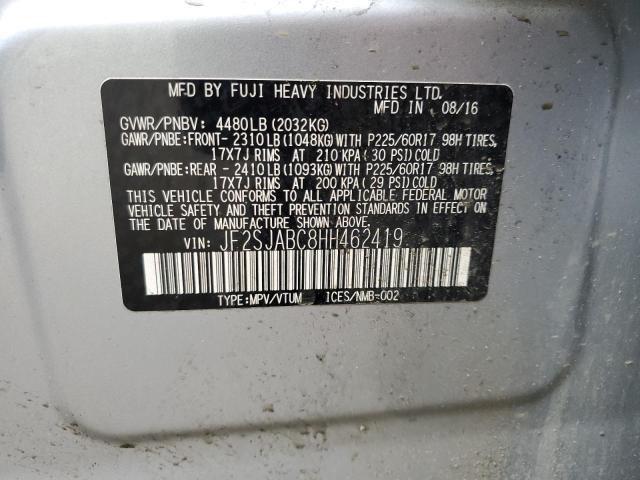 MFD BY FUJI HEAVY INDUSTRIES LTD.
MFD IN 08/16
GVWR/PNBV: 4480LB(2032KG)
GAWR/PNBE:FRONT- 2310LB(1048KG)WITH P225/60R17 98H TIRES,
17X7J RIMS AT 210 KPA( 30 PSI)COLD
GAWR/PNBE:REAR - 2410LB(1093KG)WITH P225/60R17 98H TIRES,
17X7J RIMS AT 200 KPA( 29 PSI)COLD
THIS VEHICLE CONFORMS TO ALL APPLICABLE FEDERAL MOTOR
VEHICLE SAFETY AND THEFT PREVENTION STANDARDS IN EFFECT ON
THE DATE OF MANUFACTURE SHOWN ABOVE.
VIN: JF2SJABC8HH462419
TYPE:MPV/VTUM ICES/NMB-002